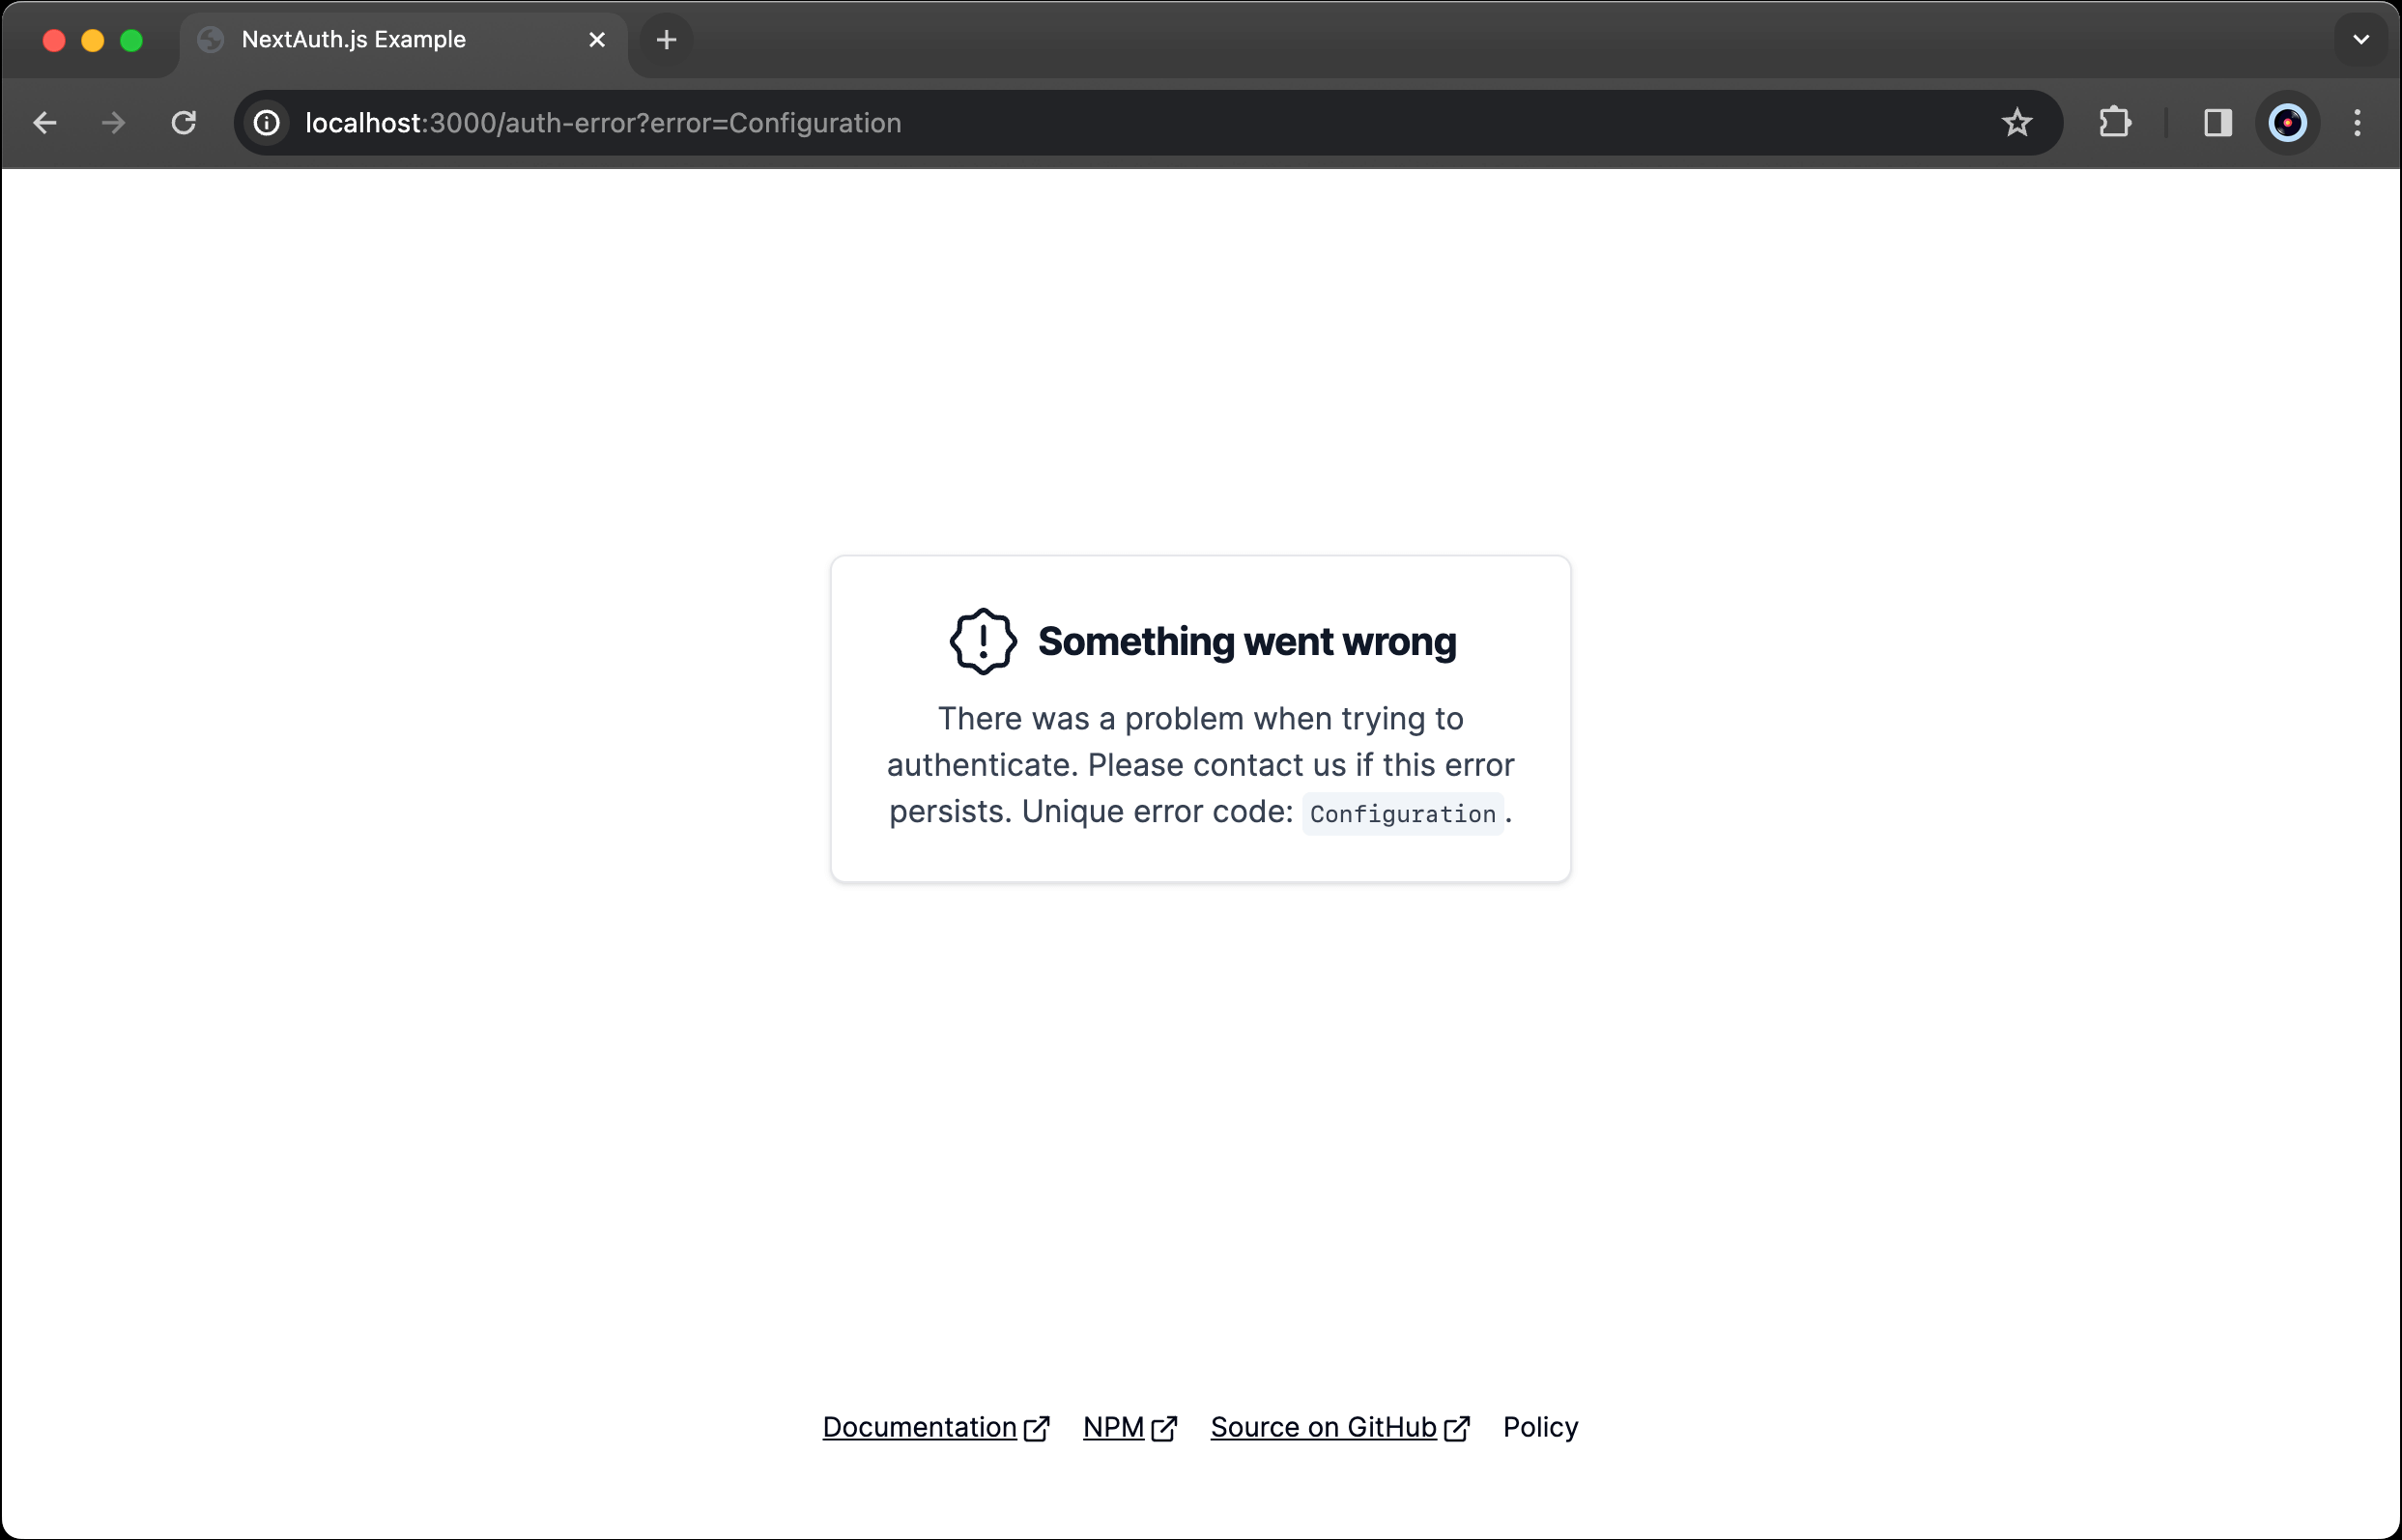 NextAuth.js Example
localhost:3000/auth-error?error=Configuration
Something went wrong
There was a problem when trying to
authenticate. Please contact us if this error
persists. Unique error code: Configuration.
Documentation NPM Source on GitHub Policy